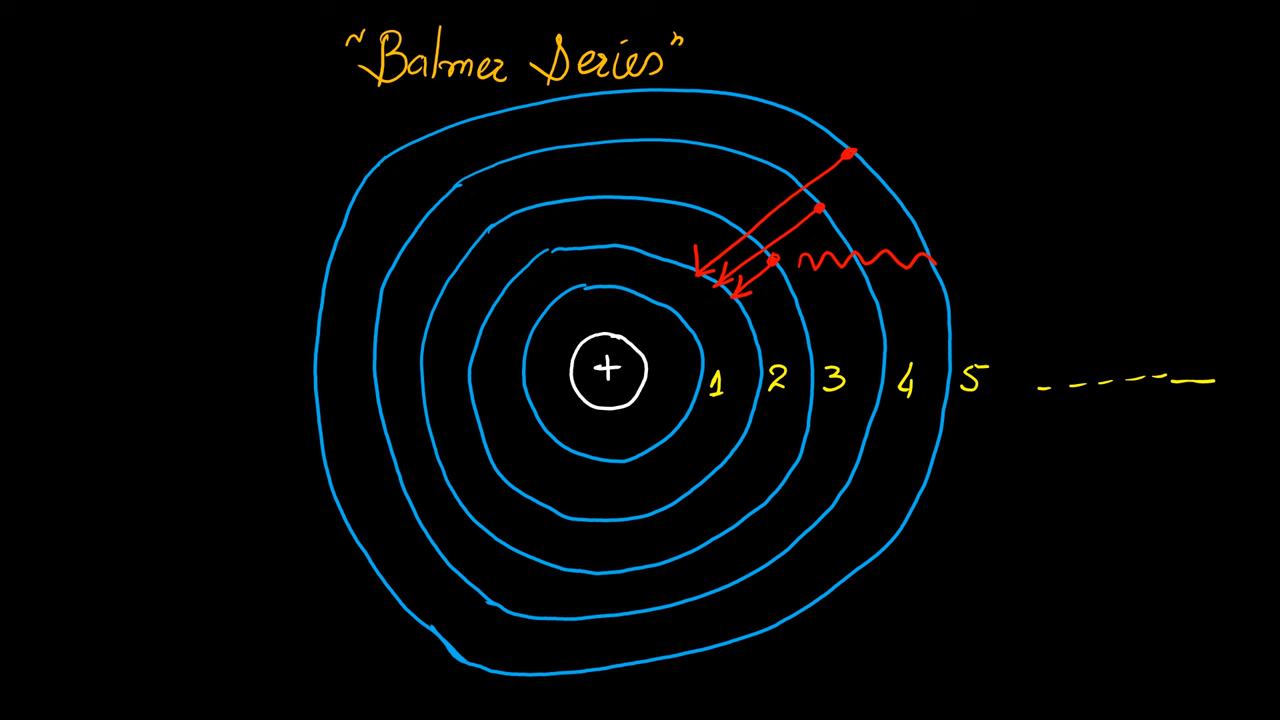 "Balmer Series"
+
1 2 3 4 5 -------